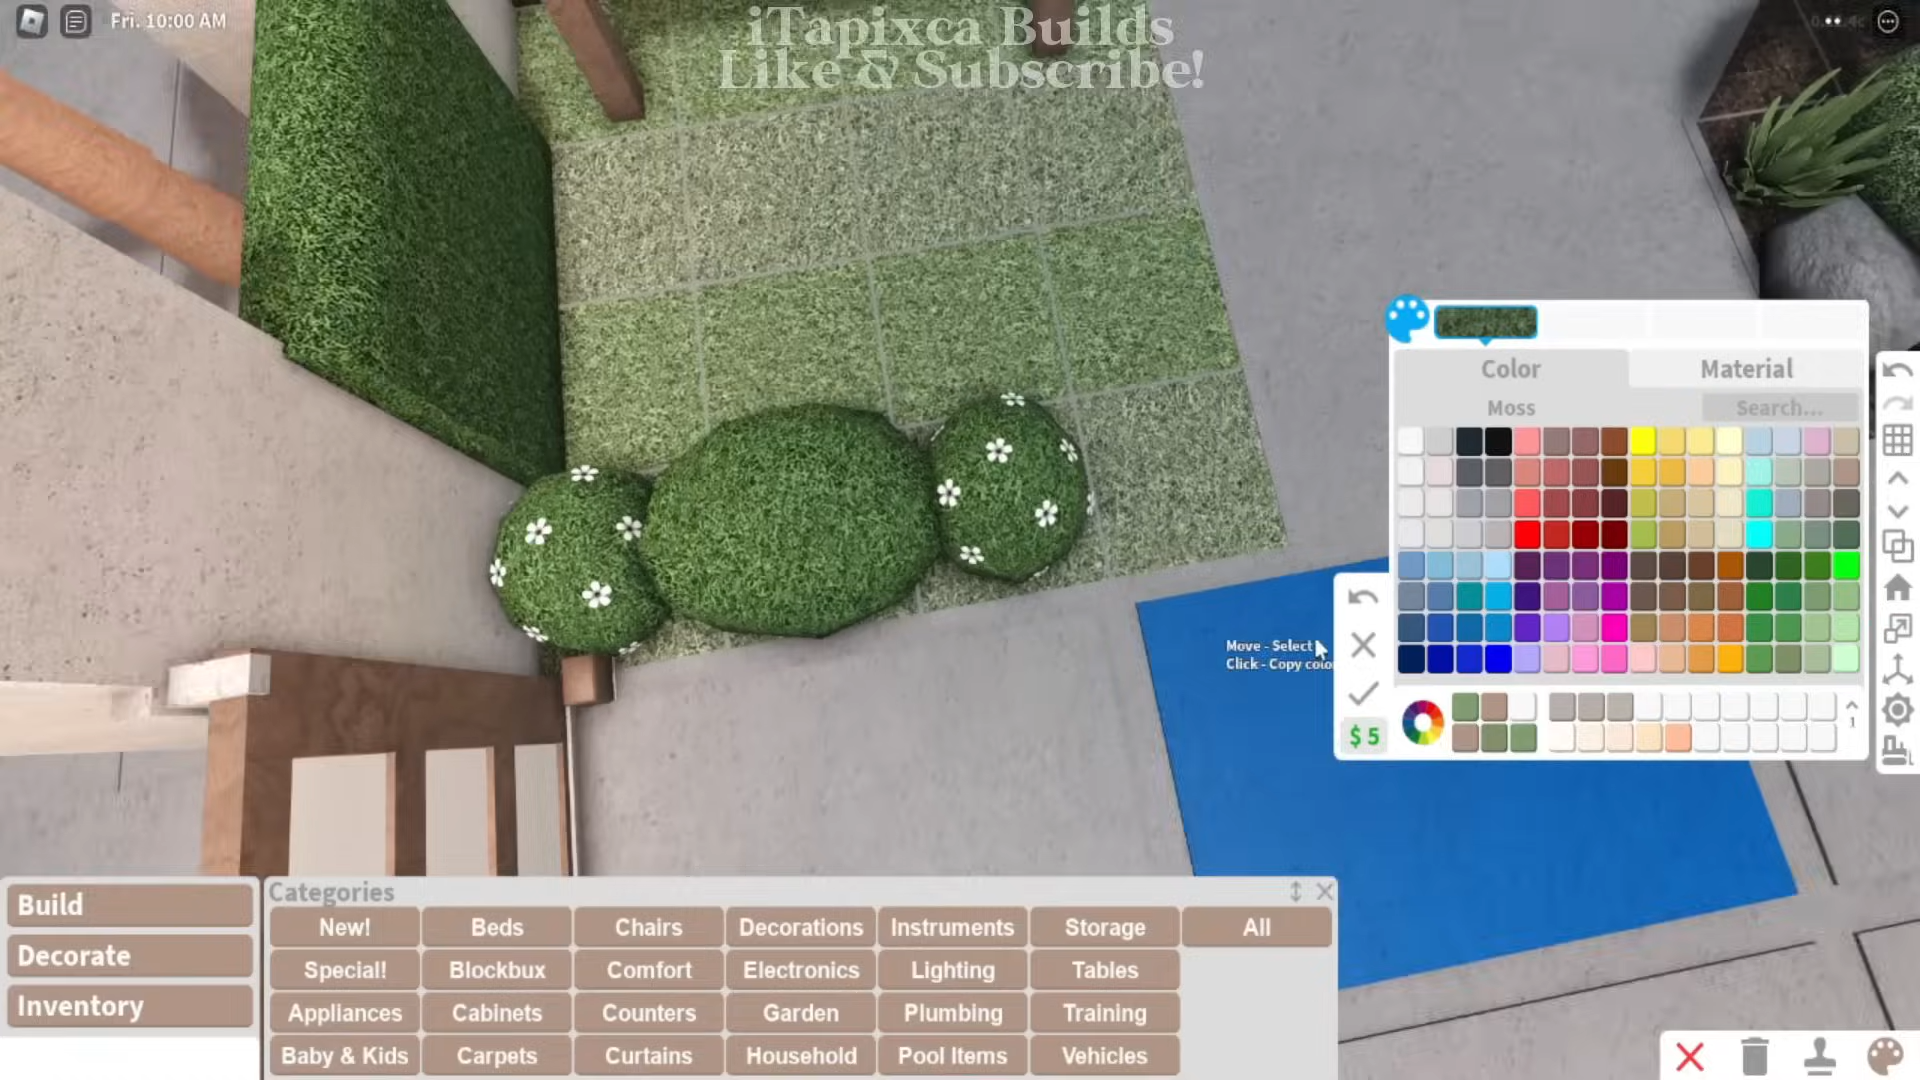 Fri. 10:00 AM
iTapixca Builds
Like & Subscribe!
Color
Material
Moss
Search...
Move - Select
Click - Copy colo
$ 5
1
Build
Decorate
Inventory
Categories
New!
Beds
Chairs
Decorations
Instruments
Storage
All
Special!
Blockbux
Comfort
Electronics
Lighting
Tables
Appliances
Cabinets
Counters
Garden
Plumbing
Training
Baby & Kids
Carpets
Curtains
Household
Pool Items
Vehicles